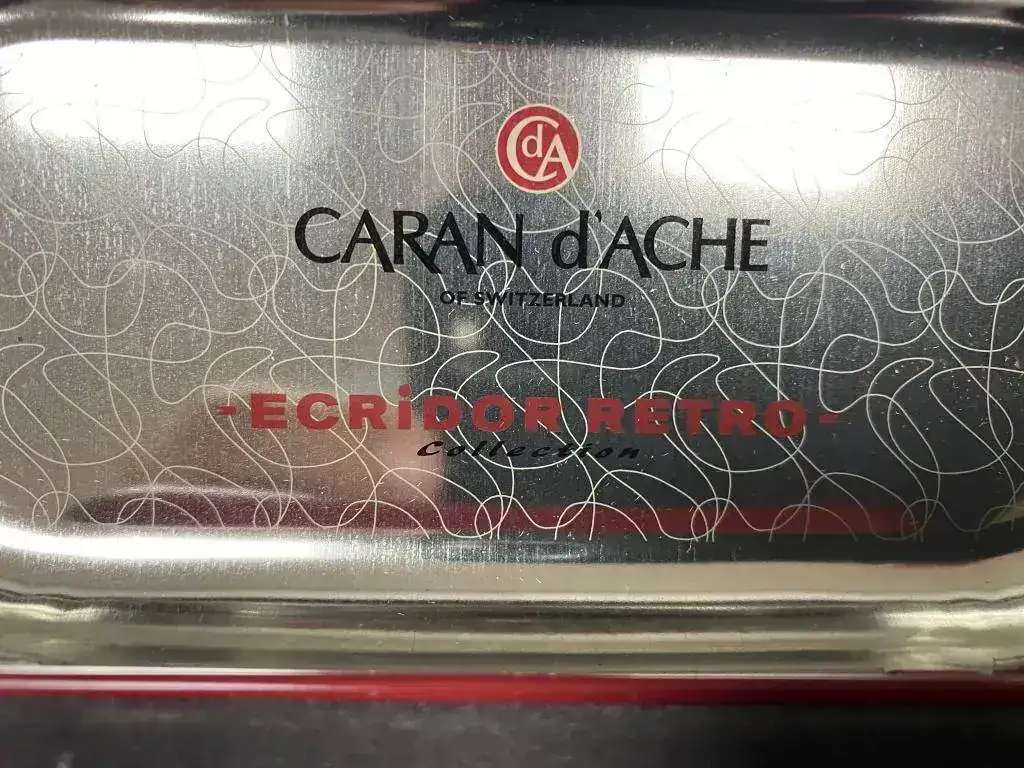 CdA
CARAN d'ACHE
OF SWITZERLAND
-ECRiDOR RETRO-
Collection